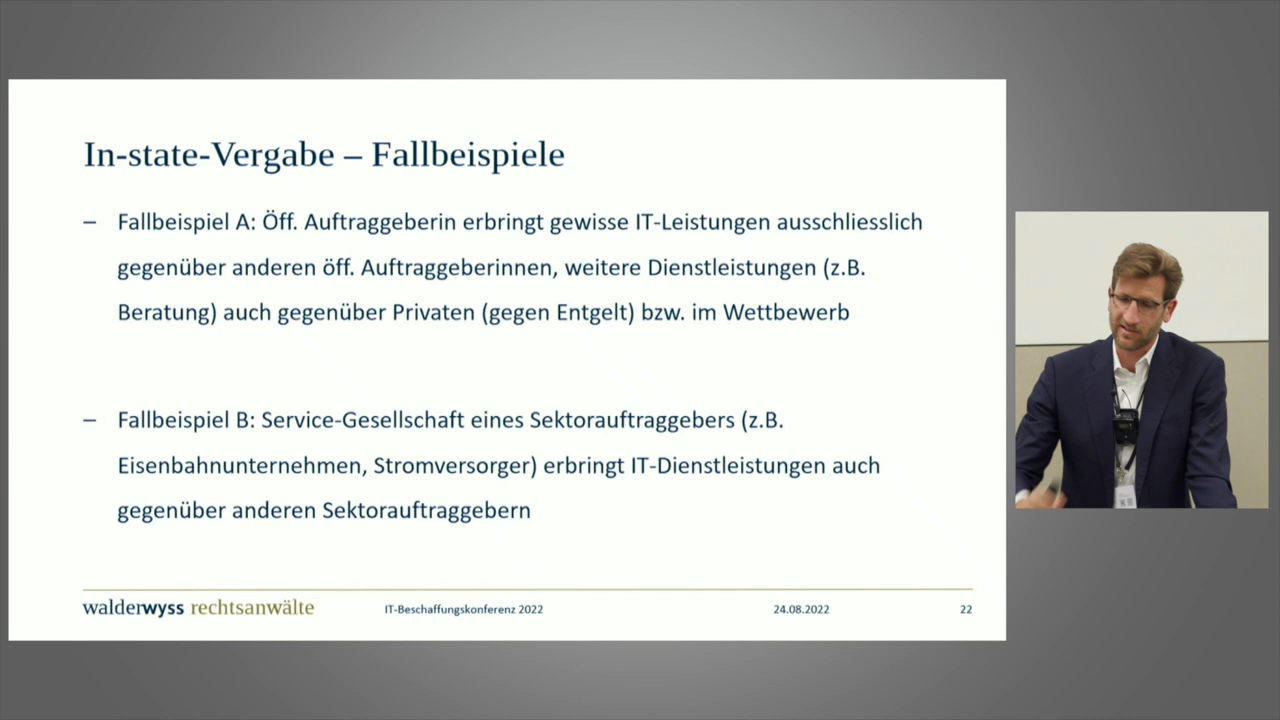 In-state-Vergabe – Fallbeispiele
– Fallbeispiel A: Öff. Auftraggeberin erbringt gewisse IT-Leistungen ausschliesslich
gegenüber anderen öff. Auftraggeberinnen, weitere Dienstleistungen (z.B.
Beratung) auch gegenüber Privaten (gegen Entgelt) bzw. im Wettbewerb
– Fallbeispiel B: Service-Gesellschaft eines Sektorauftraggebers (z.B.
Eisenbahnunternehmen, Stromversorger) erbringt IT-Dienstleistungen auch
gegenüber anderen Sektorauftraggebern
walderwyss rechtsanwälte IT-Beschaffungskonferenz 2022 24.08.2022 22